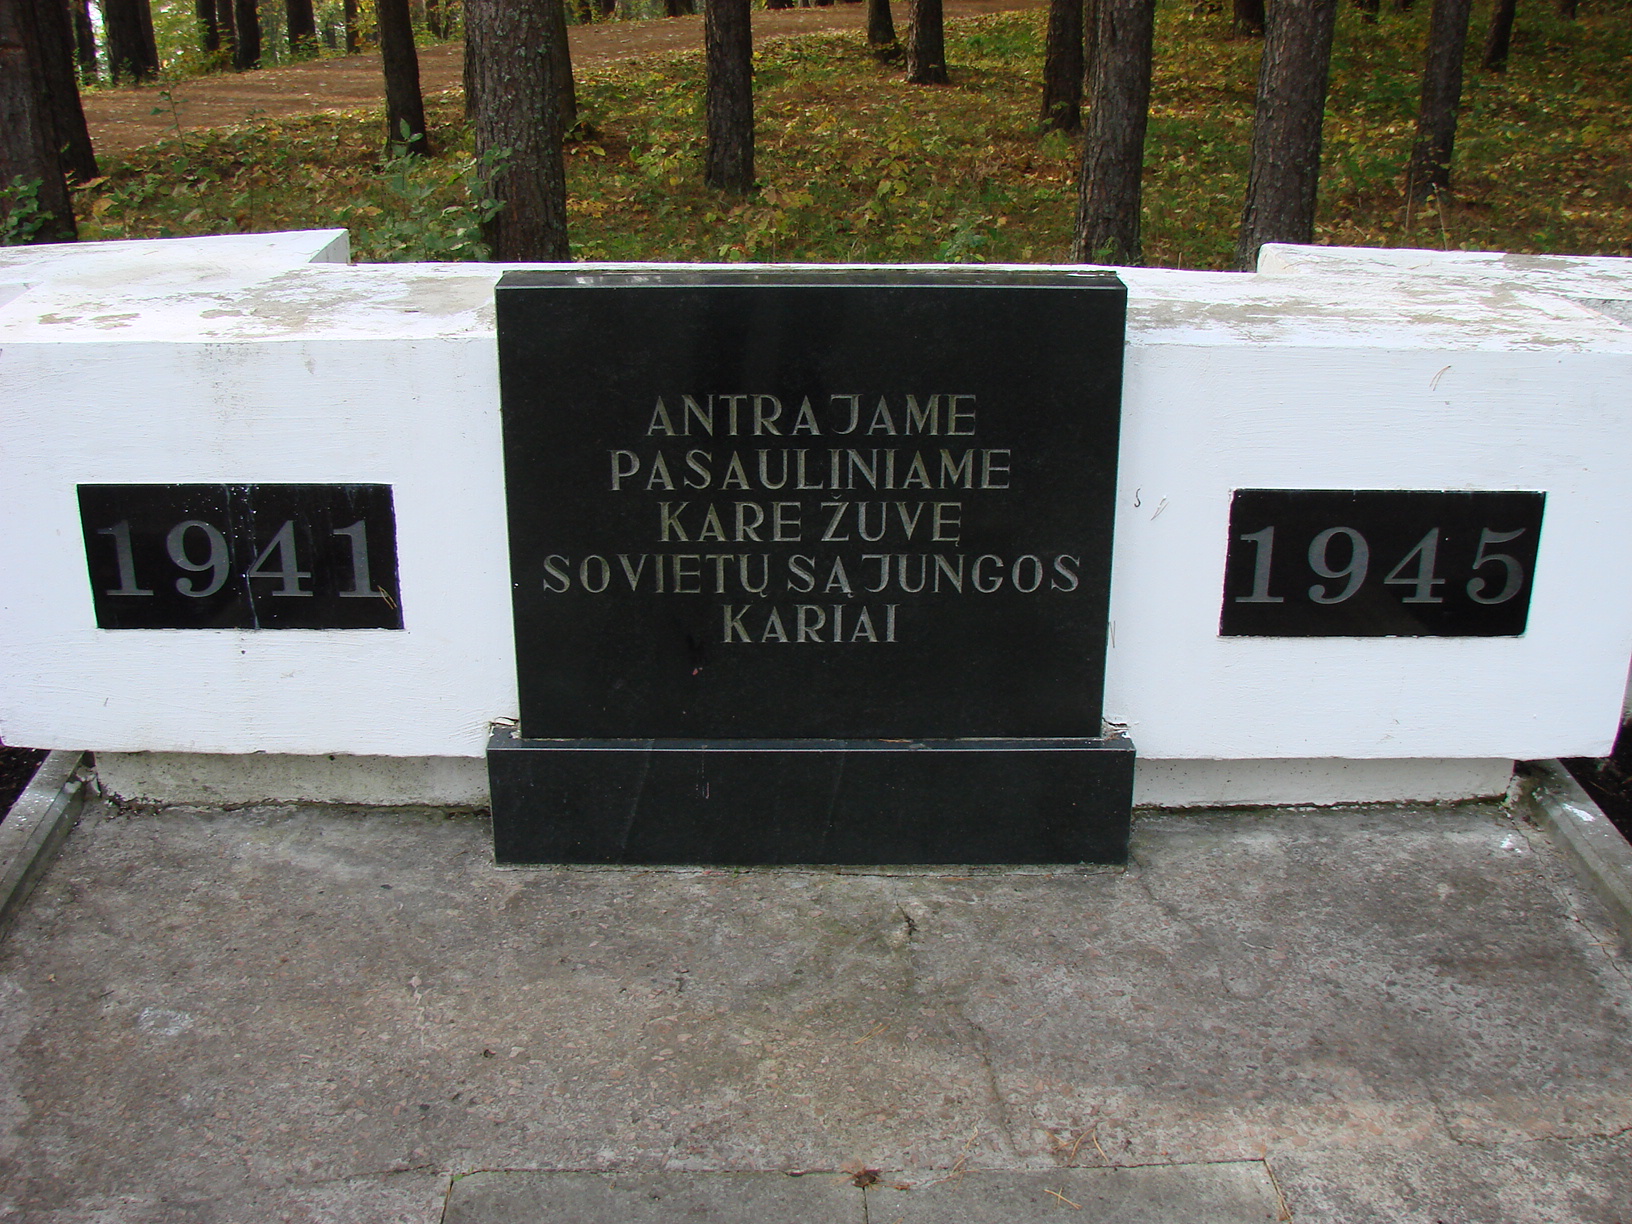 ANTRAJAME
PASAULINIAME
KARE ŽUVĘ
SOVIETŲ SĄJUNGOS
KARIAI
1941
1945